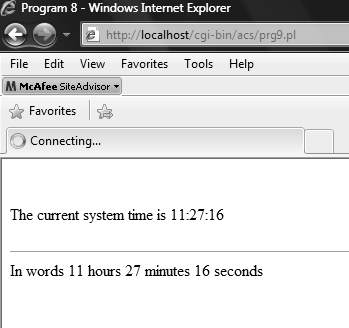 Program 8 - Windows Internet Explorer
http://localhost/cgi-bin/acs/prg9.pl
File Edit View Favorites Tools Help
McAfee SiteAdvisor
Favorites
Connecting...
The current system time is 11:27:16
In words 11 hours 27 minutes 16 seconds